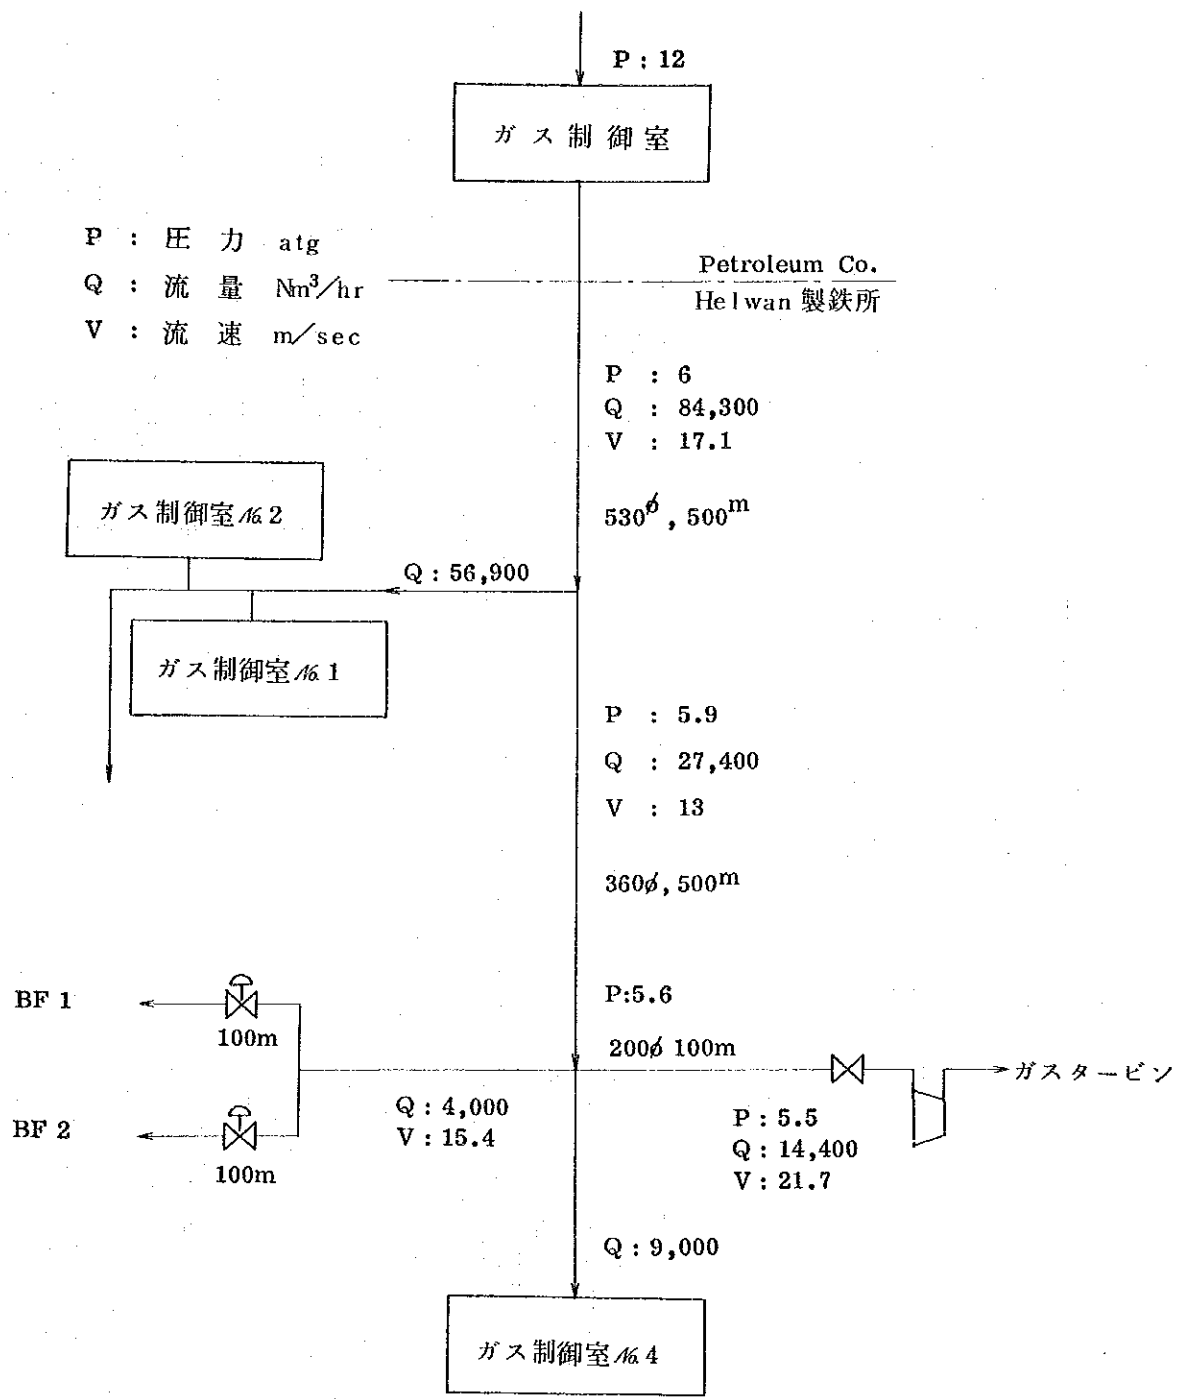 P : 12
ガス制御室
P : 圧力 atg
Q : 流量 Nm³/hr
V : 流速 m/sec
Petroleum Co.
Helwan 製鉄所
P : 6
Q : 84,300
V : 17.1
530ϕ, 500m
ガス制御室№2
Q : 56,900
ガス制御室№1
P : 5.9
Q : 27,400
V : 13
360ϕ, 500m
BF 1
100m
P:5.6
200ϕ 100m
ガスタービン
BF 2
100m
Q : 4,000
V : 15.4
P : 5.5
Q : 14,400
V : 21.7
Q : 9,000
ガス制御室№4